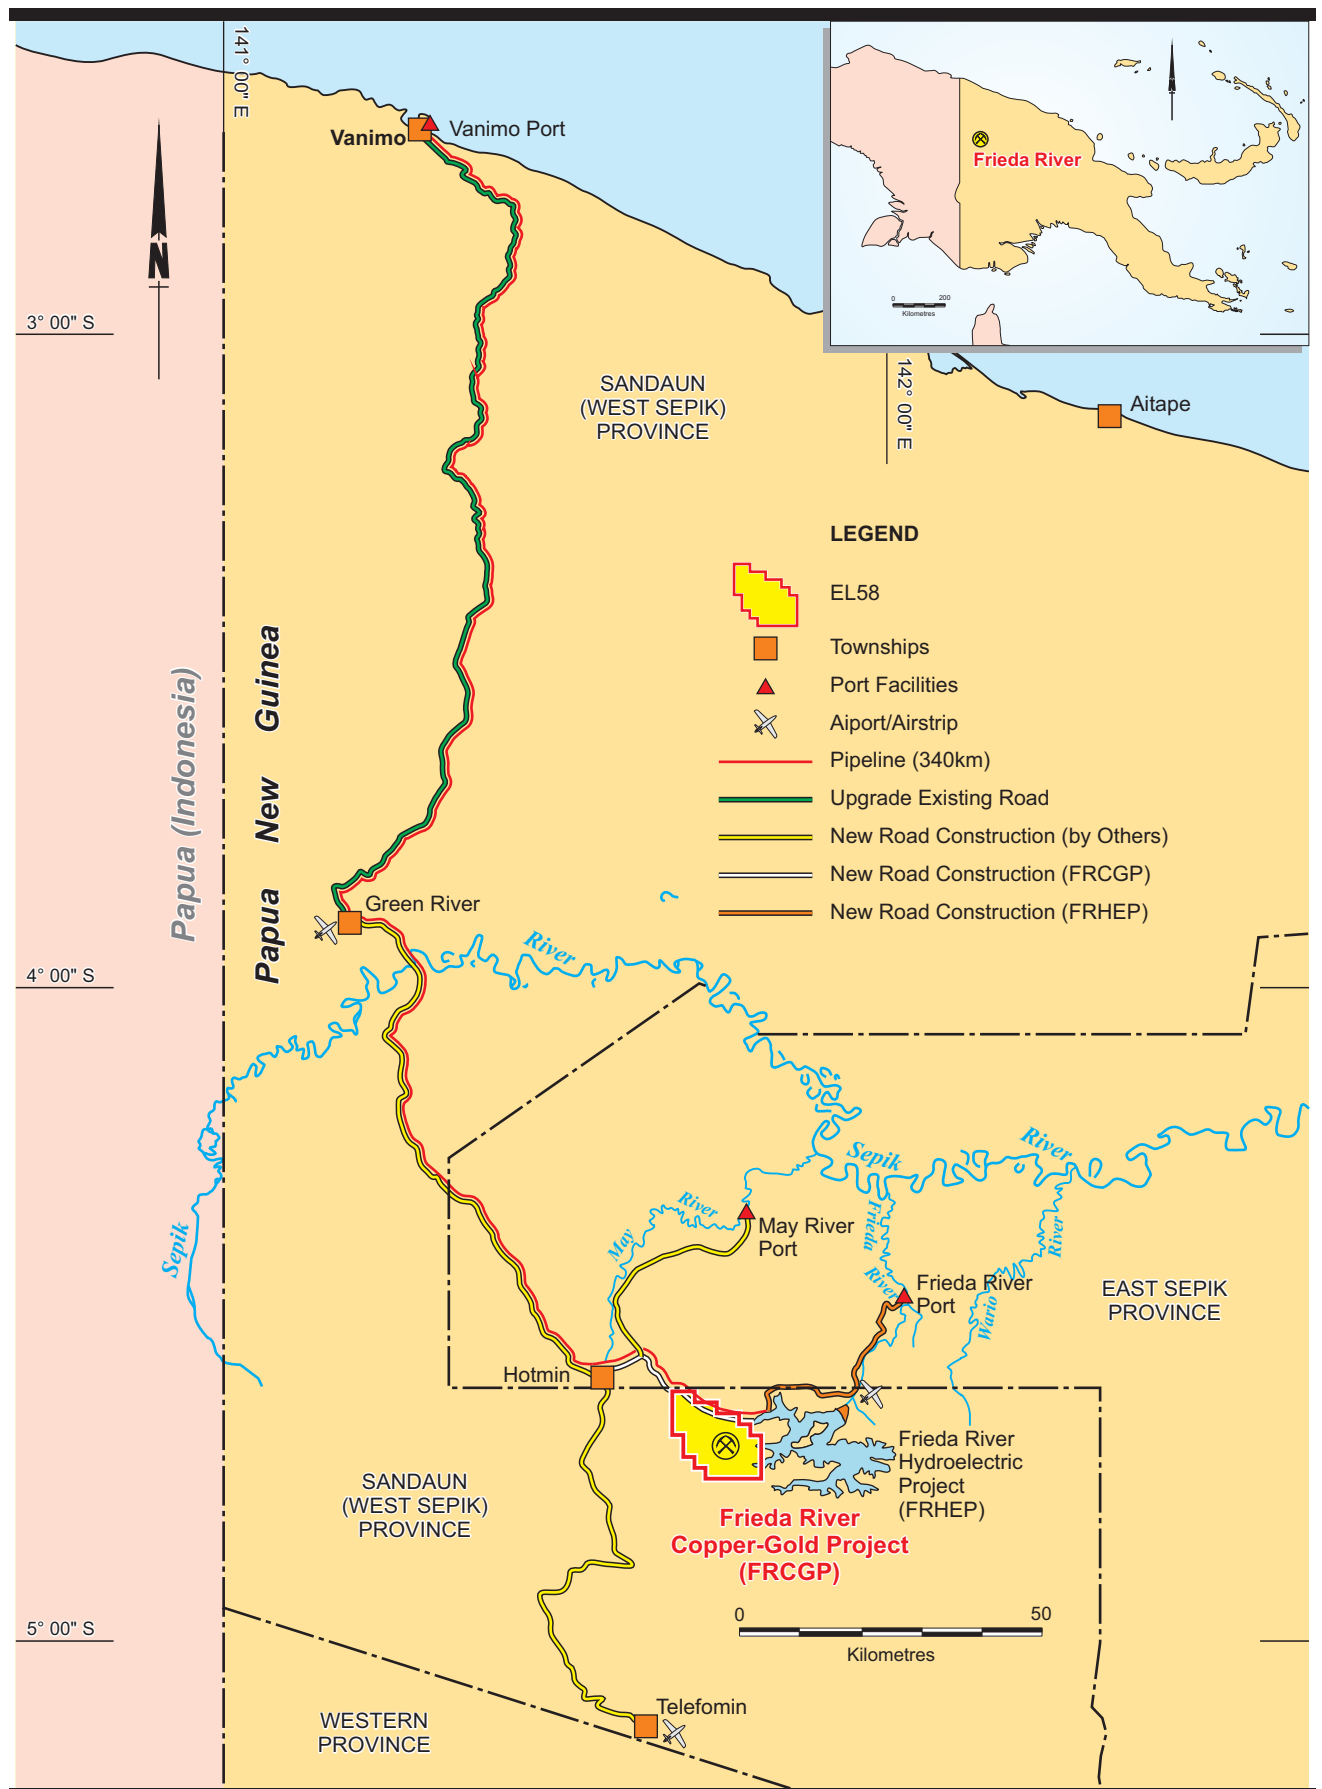 141° 00" E
Vanimo
Vanimo Port
N
3° 00" S
Frieda River
0 200
Kilometres
142° 00" E
SANDAUN
(WEST SEPIK)
PROVINCE
Aitape
LEGEND
EL58
Townships
Port Facilities
Aiport/Airstrip
Pipeline (340km)
Upgrade Existing Road
New Road Construction (by Others)
New Road Construction (FRCGP)
New Road Construction (FRHEP)
Papua (Indonesia)
Papua New Guinea
Green River
River
4° 00" S
Sepik
River
Sepik
May
River
May River
Port
Frieda
River
Frieda River
Port
Wario
River
EAST SEPIK
PROVINCE
Hotmin
Frieda River
Hydroelectric
Project
(FRHEP)
SANDAUN
(WEST SEPIK)
PROVINCE
Frieda River
Copper-Gold Project
(FRCGP)
0 50
Kilometres
5° 00" S
Telefomin
WESTERN
PROVINCE